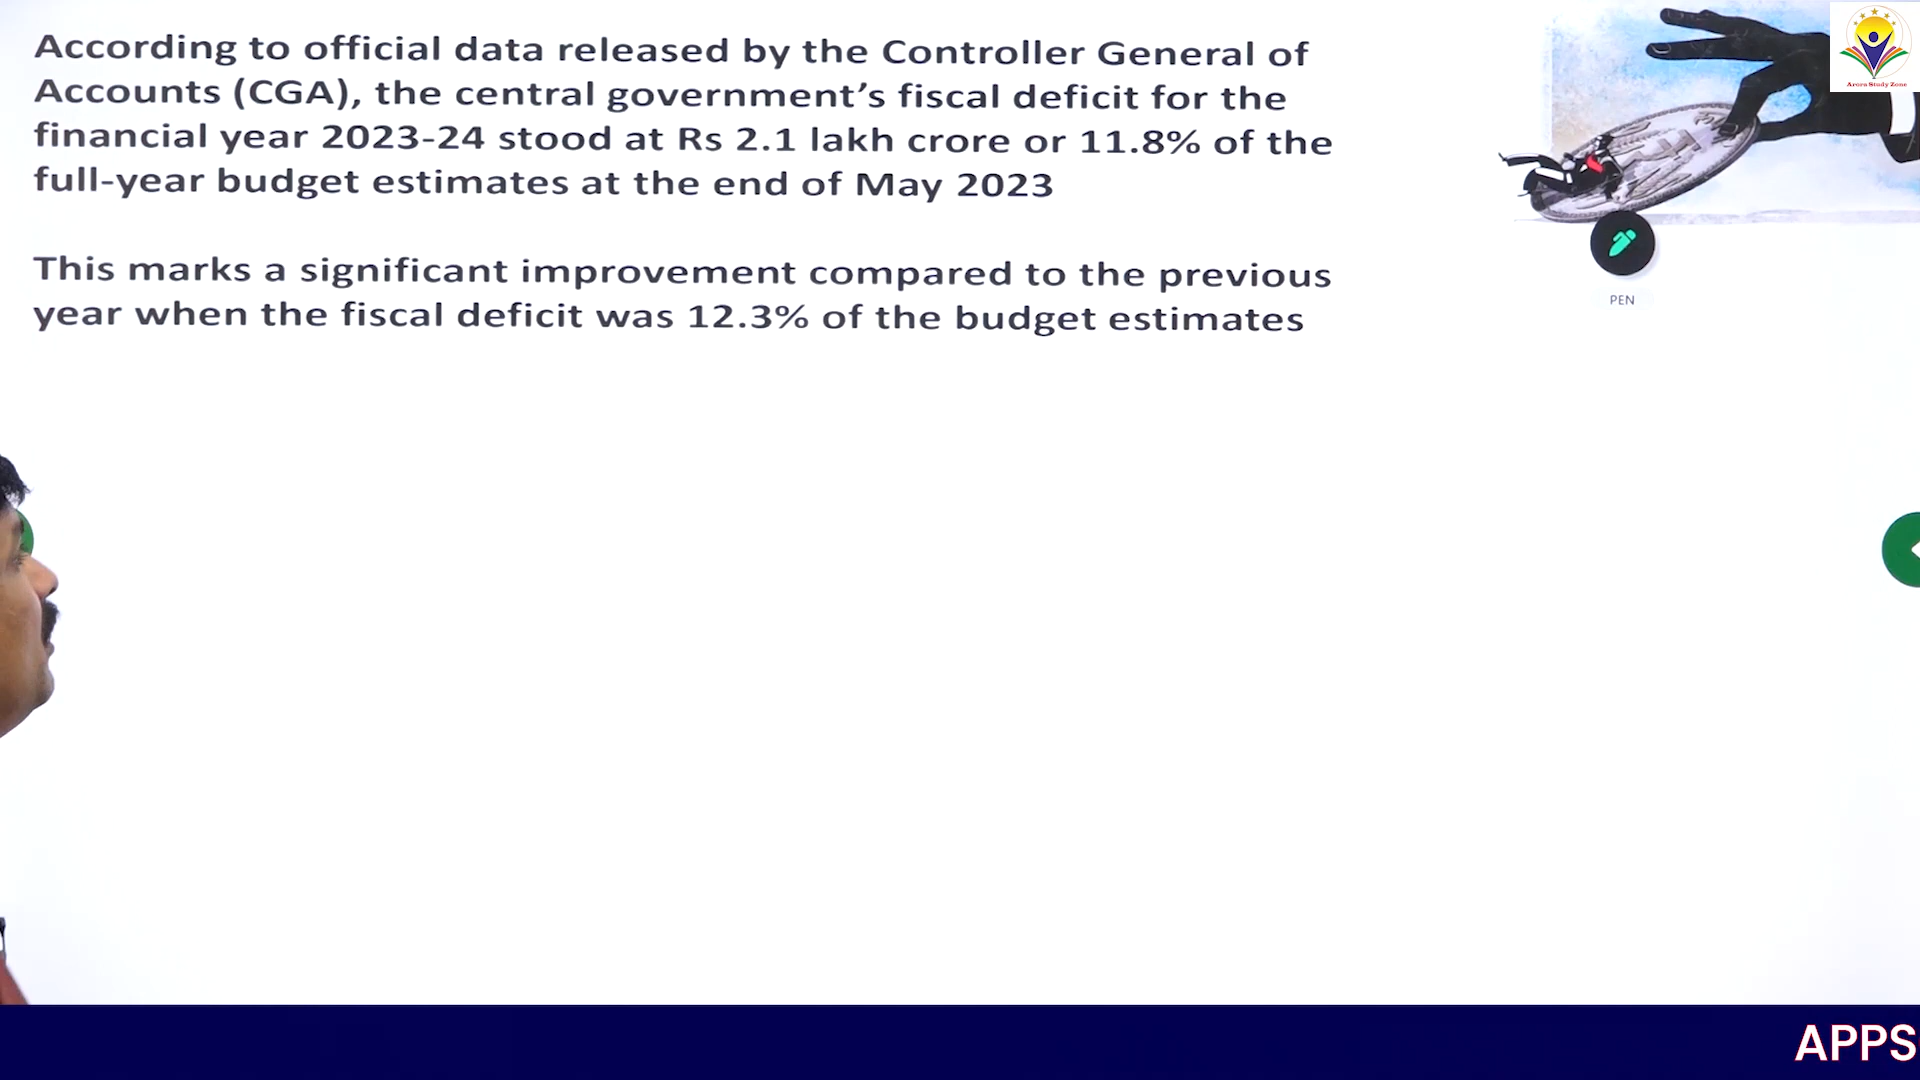 According to official data released by the Controller General of
Accounts (CGA), the central government's fiscal deficit for the
financial year 2023-24 stood at Rs 2.1 lakh crore or 11.8% of the
full-year budget estimates at the end of May 2023
This marks a significant improvement compared to the previous
year when the fiscal deficit was 12.3% of the budget estimates
Arora Study Zone
PEN
APPS